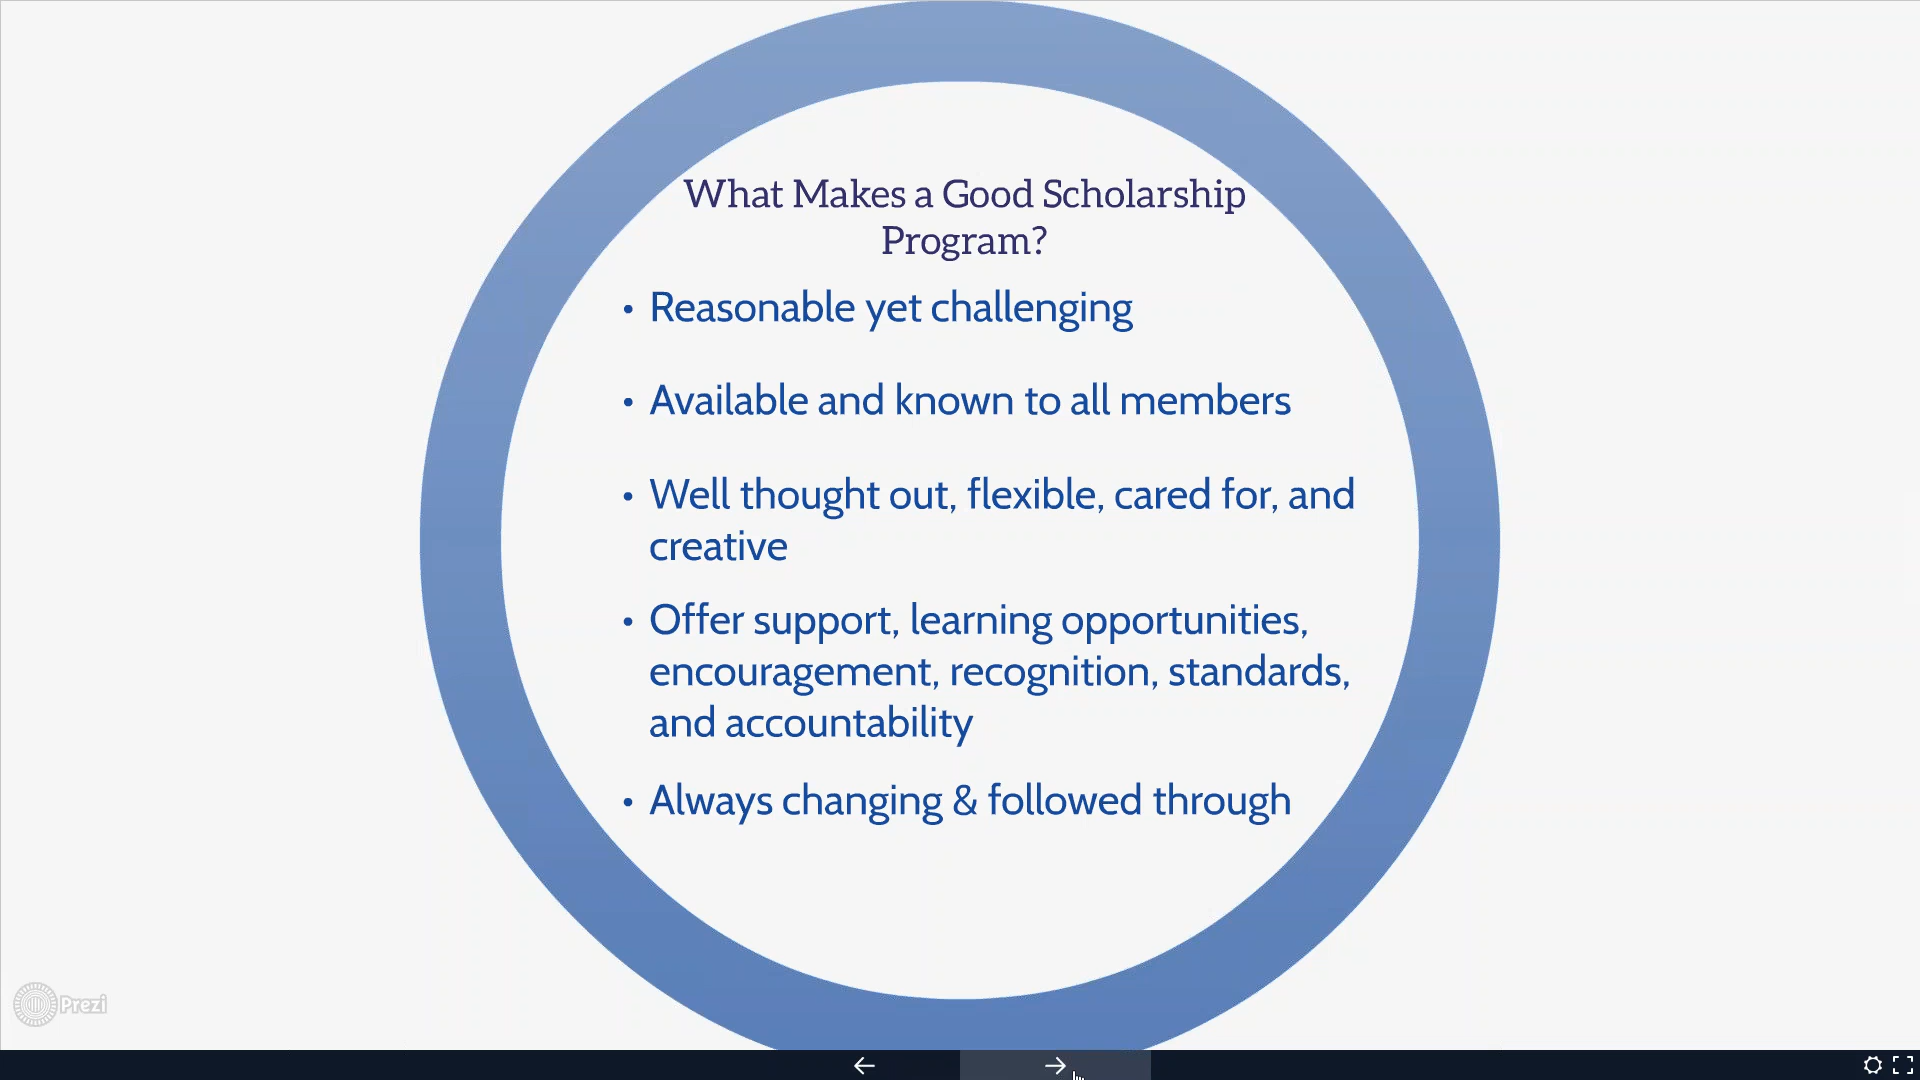 What Makes a Good Scholarship
Program?
• Reasonable yet challenging
• Available and known to all members
• Well thought out, flexible, cared for, and
creative
• Offer support, learning opportunities,
encouragement, recognition, standards,
and accountability
• Always changing & followed through
Prezi